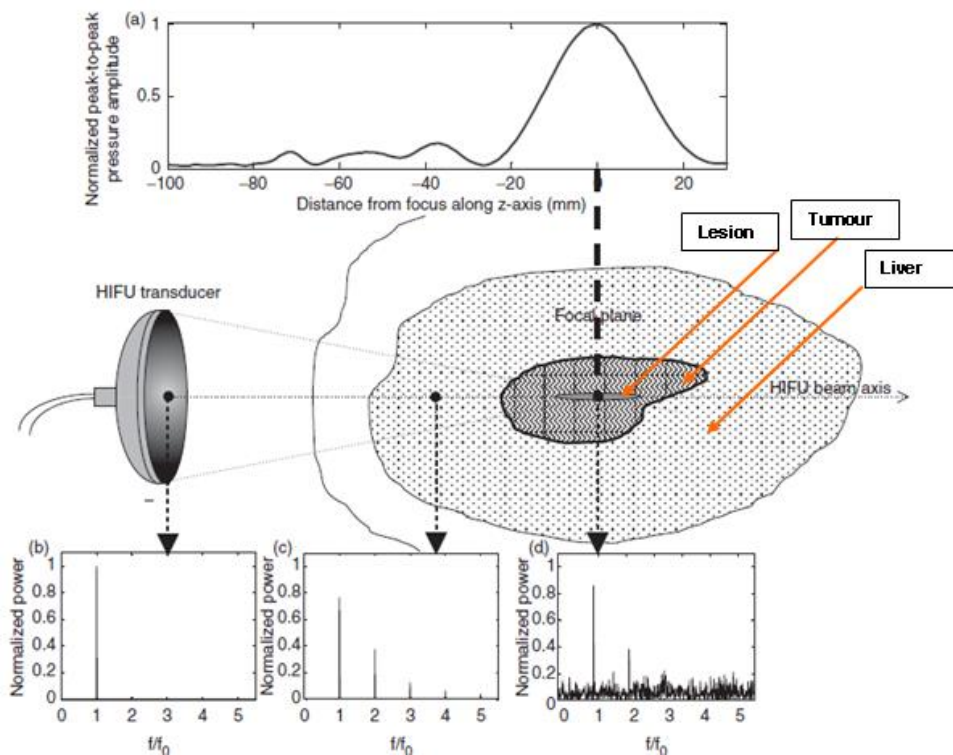 (a)
Normalized peak-to-peak
pressure amplitude
1
0.5
0
−100
−80
−60
−40
−20
0
20
Distance from focus along z-axis (mm)
Lesion
Tumour
Liver
HIFU transducer
Focal plane
HIFU beam axis
(b)
Normalized power
1
0.8
0.6
0.4
0.2
0
0 1 2 3 4 5
f/f0
(c)
Normalized power
1
0.8
0.6
0.4
0.2
0
0 1 2 3 4 5
f/f0
(d)
Normalized power
1
0.8
0.6
0.4
0.2
0
0 1 2 3 4 5
f/f0